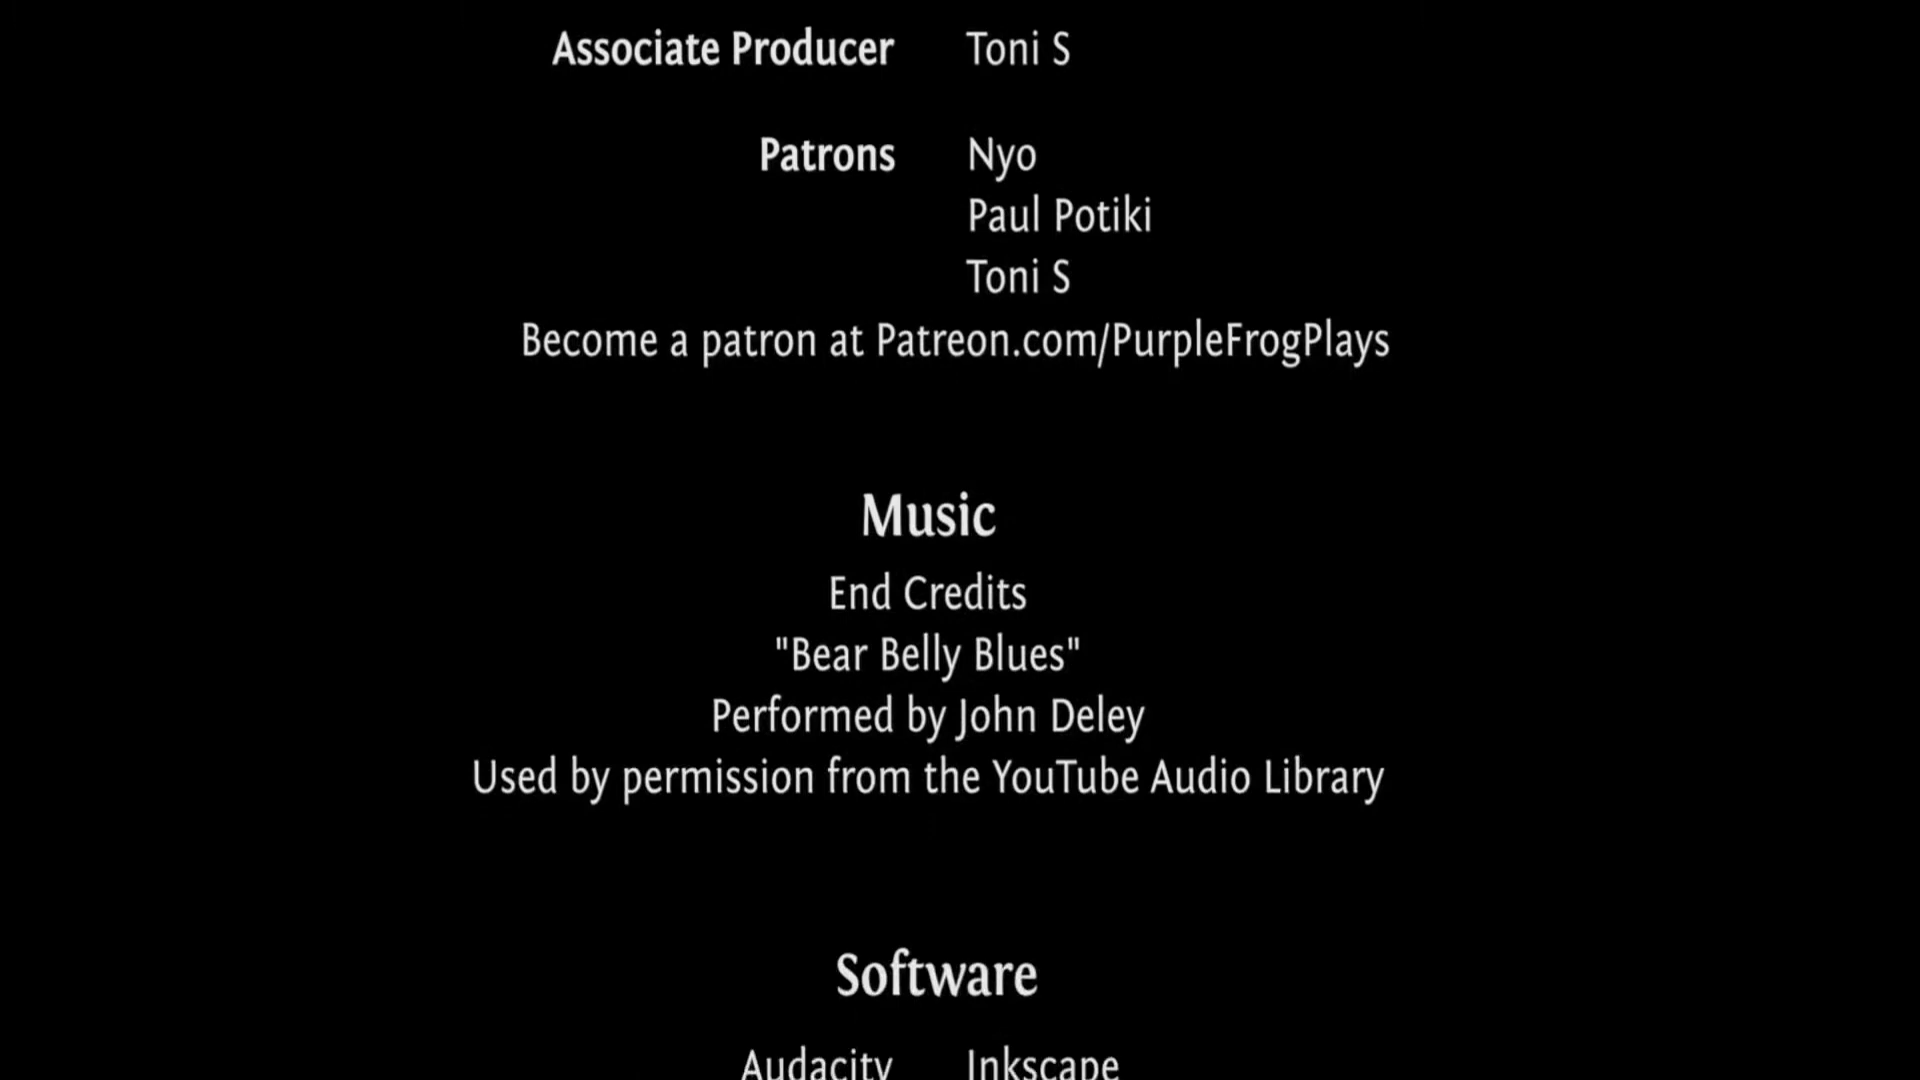 Associate Producer Toni S
Patrons Nyo
Paul Potiki
Toni S
Become a patron at Patreon.com/PurpleFrogPlays
Music
End Credits
"Bear Belly Blues"
Performed by John Deley
Used by permission from the YouTube Audio Library
Software
Audacity Inkscape